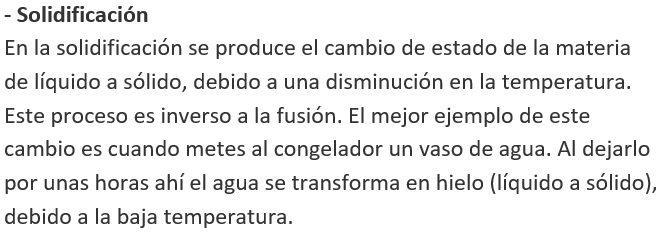 - Solidificación
En la solidificación se produce el cambio de estado de la materia
de líquido a sólido, debido a una disminución en la temperatura.
Este proceso es inverso a la fusión. El mejor ejemplo de este
cambio es cuando metes al congelador un vaso de agua. Al dejarlo
por unas horas ahí el agua se transforma en hielo (líquido a sólido),
debido a la baja temperatura.